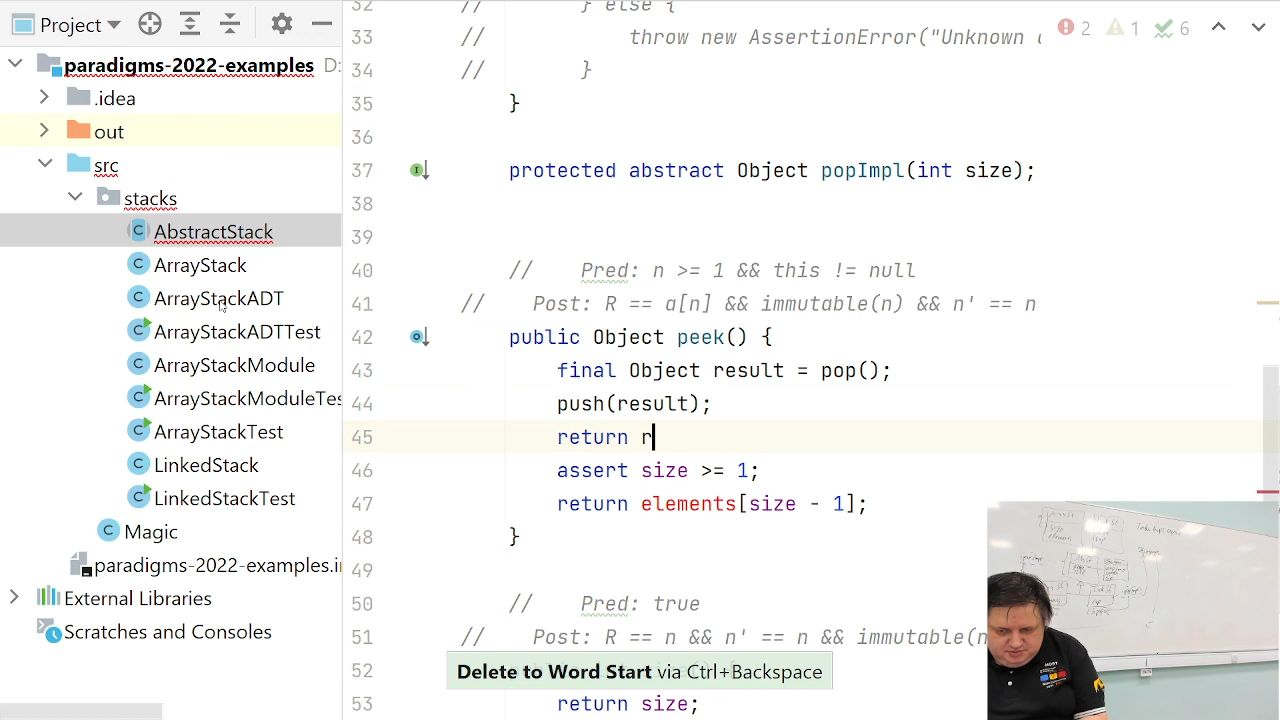 Project
paradigms-2022-examples D:
.idea
out
src
stacks
AbstractStack
ArrayStack
ArrayStackADT
ArrayStackADTTest
ArrayStackModule
ArrayStackModuleTes
ArrayStackTest
LinkedStack
LinkedStackTest
Magic
paradigms-2022-examples.i
External Libraries
Scratches and Consoles
2 1 6
32 // } else {
33 // throw new AssertionError("Unknown
34 // }
35 }
36
37 protected abstract Object popImpl(int size);
38
39
40 // Pred: n >= 1 && this != null
41 // Post: R == a[n] && immutable(n) && n' == n
42 public Object peek() {
43 final Object result = pop();
44 push(result);
45 return r
46 assert size >= 1;
47 return elements[size - 1];
48 }
49
50 // Pred: true
51 // Post: R == n && n' == n && immutable(n
52
53 return size;
Delete to Word Start via Ctrl+Backspace